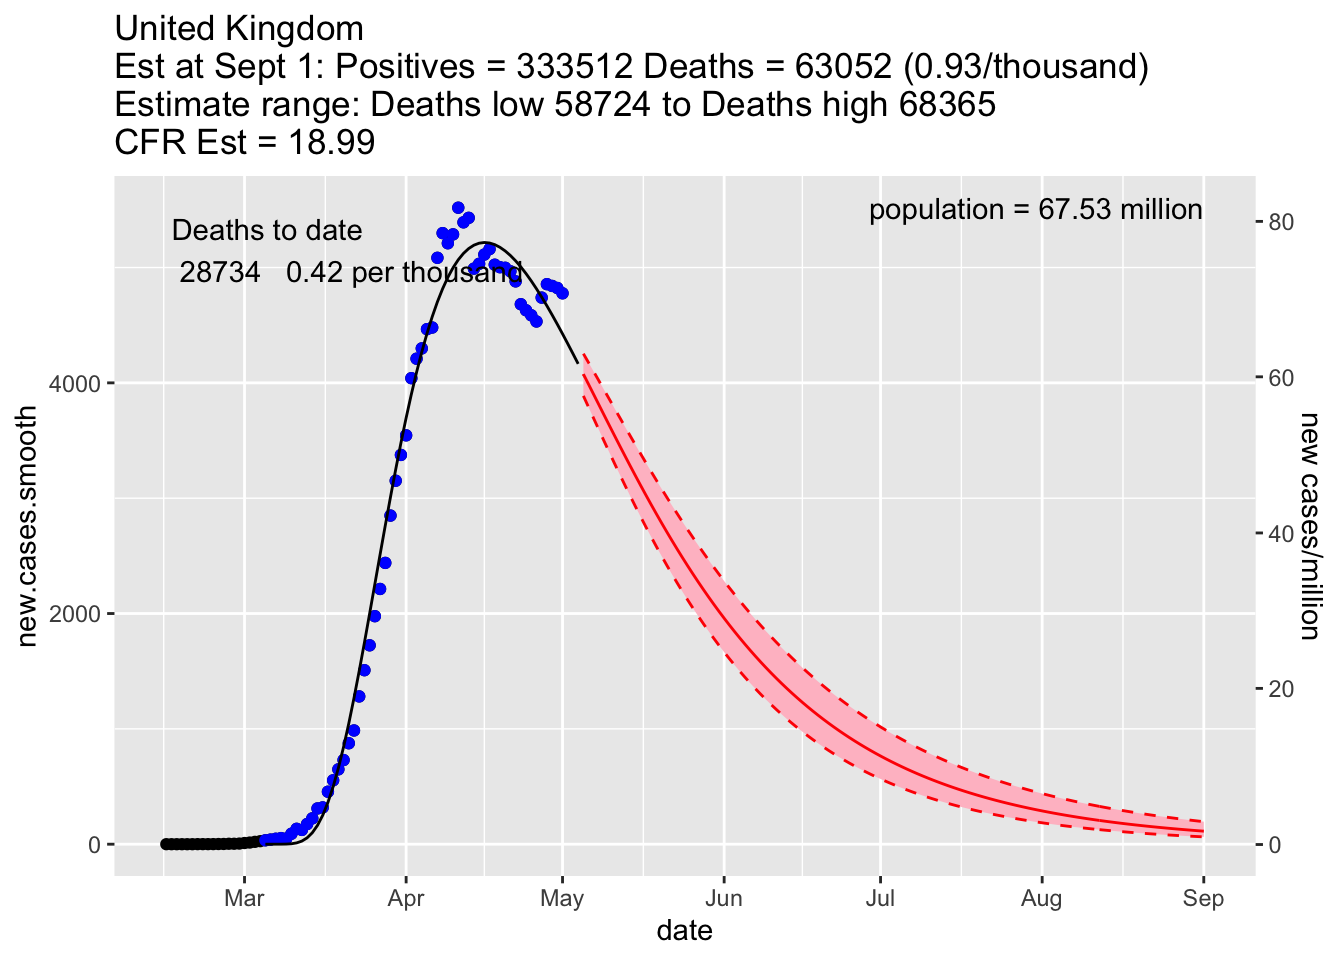 United Kingdom
Est at Sept 1: Positives = 333512 Deaths = 63052 (0.93/thousand)
Estimate range: Deaths low 58724 to Deaths high 68365
CFR Est = 18.99
population = 67.53 million
Deaths to date
28734 0.42 per thousand
new.cases.smooth
4000
2000
0
80
60
40
20
0
new cases/million
Mar Apr May Jun Jul Aug Sep
date